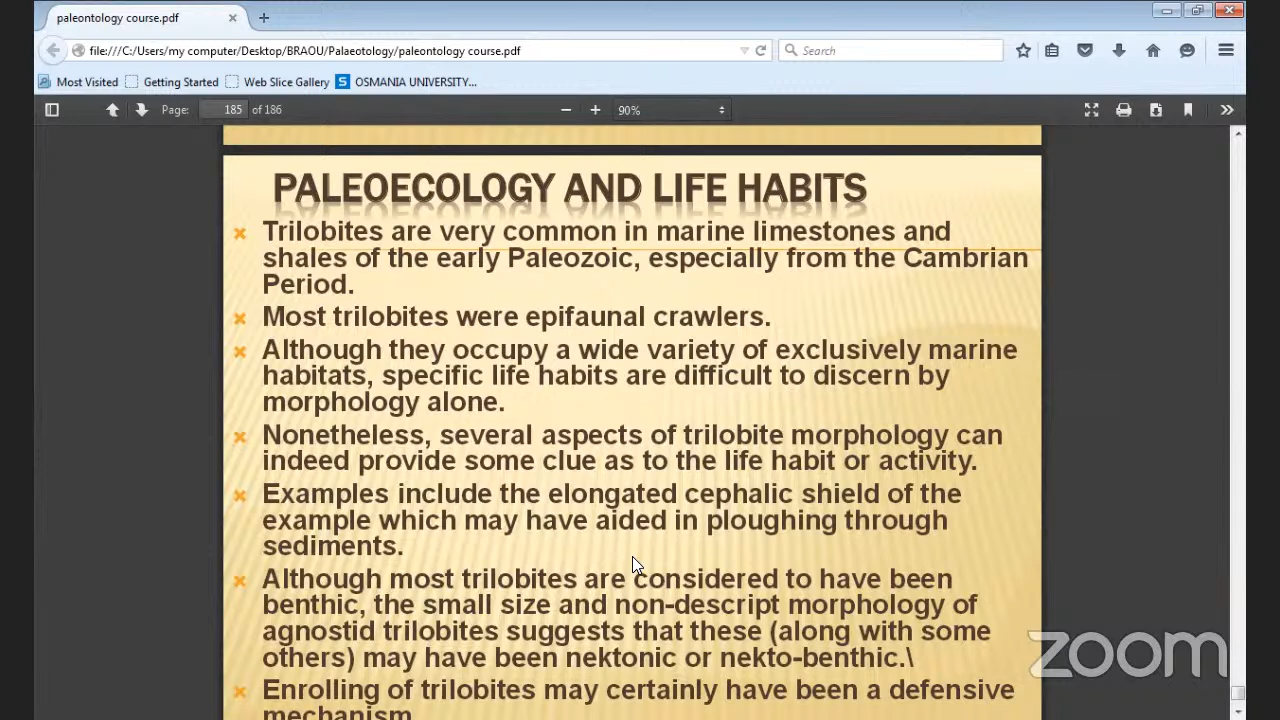 paleontology course.pdf
file:///C:/Users/my computer/Desktop/BRAOU/Palaeotology/paleontology course.pdf
Search
Most Visited Getting Started Web Slice Gallery S OSMANIA UNIVERSITY...
Page: 185 of 186 90%
PALEOECOLOGY AND LIFE HABITS
Trilobites are very common in marine limestones and
shales of the early Paleozoic, especially from the Cambrian
Period.
Most trilobites were epifaunal crawlers.
Although they occupy a wide variety of exclusively marine
habitats, specific life habits are difficult to discern by
morphology alone.
Nonetheless, several aspects of trilobite morphology can
indeed provide some clue as to the life habit or activity.
Examples include the elongated cephalic shield of the
example which may have aided in ploughing through
sediments.
Although most trilobites are considered to have been
benthic, the small size and non-descript morphology of
agnostid trilobites suggests that these (along with some
others) may have been nektonic or nekto-benthic.\
Enrolling of trilobites may certainly have been a defensive
mechanism
zoom